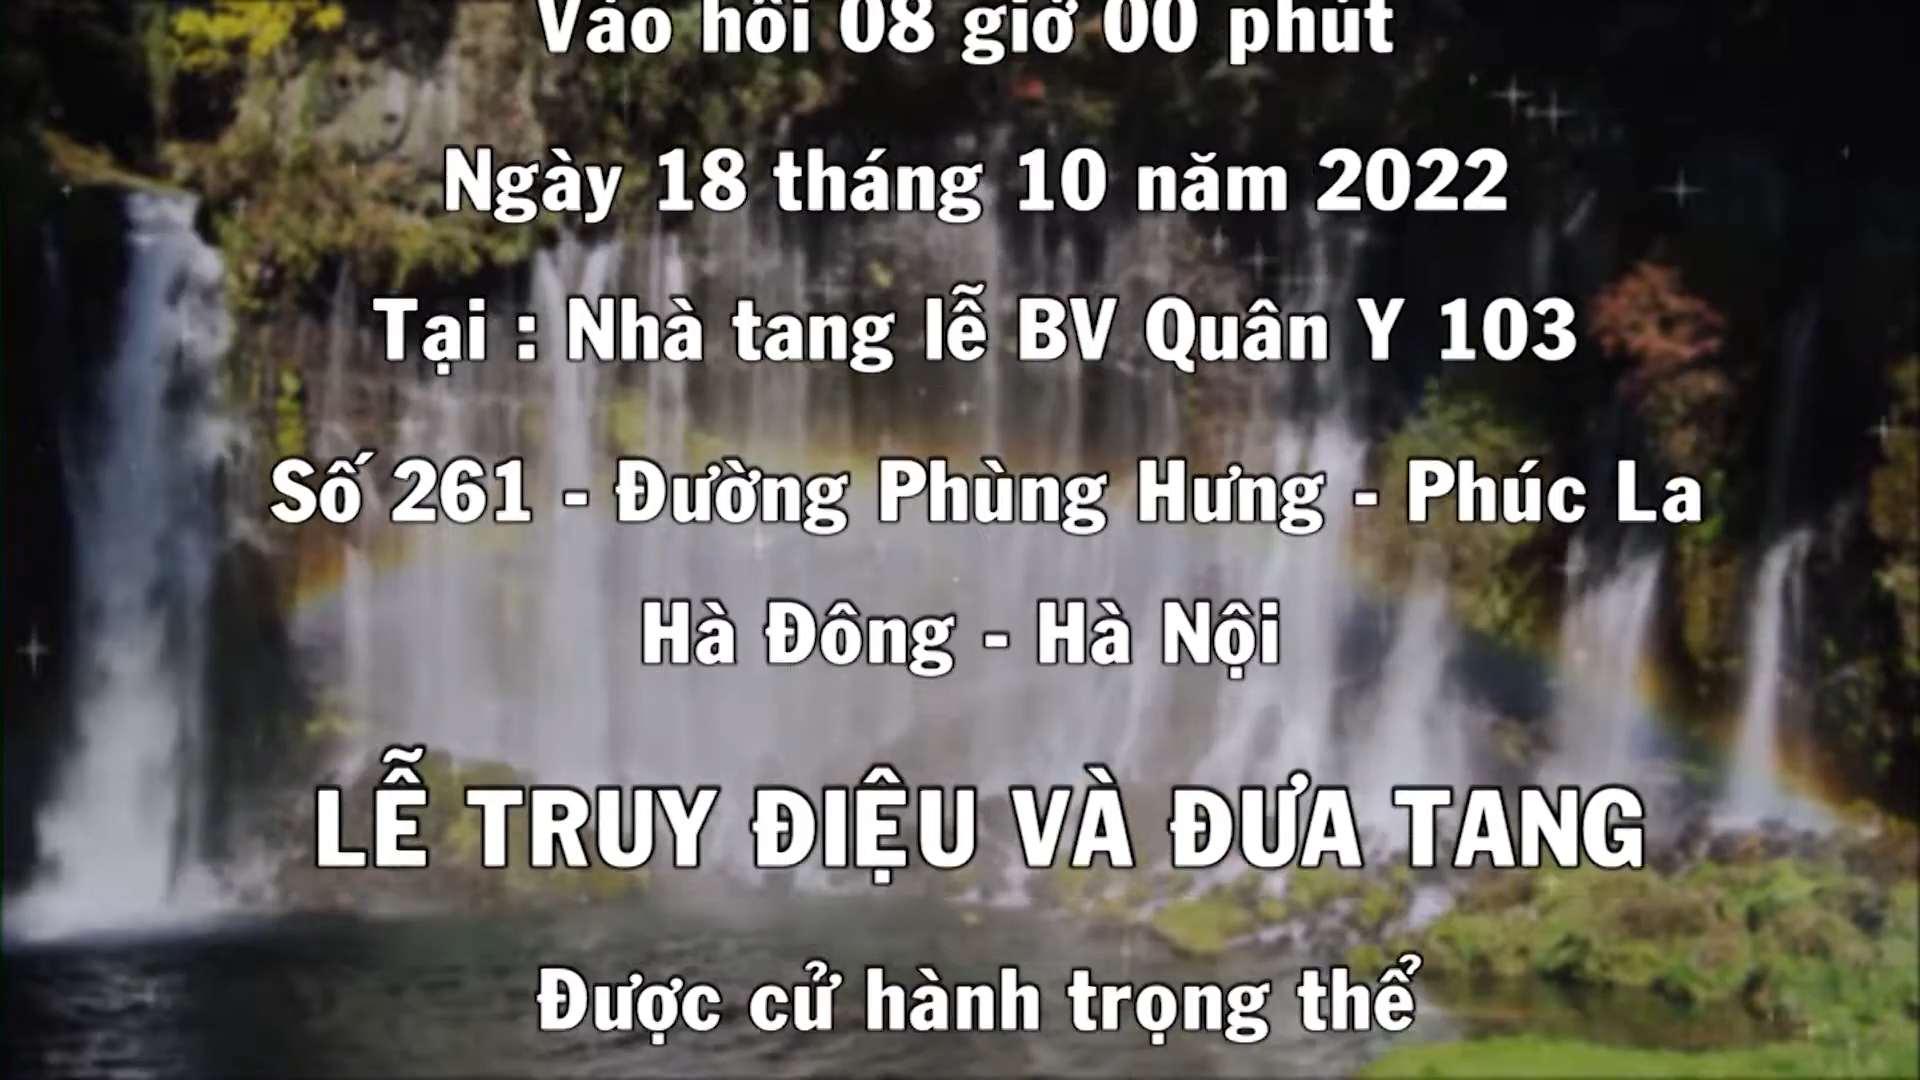 Vào hồi 08 giờ 00 phút
Ngày 18 tháng 10 năm 2022
Tại : Nhà tang lễ BV Quân Y 103
Số 261 - Đường Phùng Hưng - Phúc La
Hà Đông - Hà Nội
LỄ TRUY ĐIỆU VÀ ĐƯA TANG
Được cử hành trọng thể